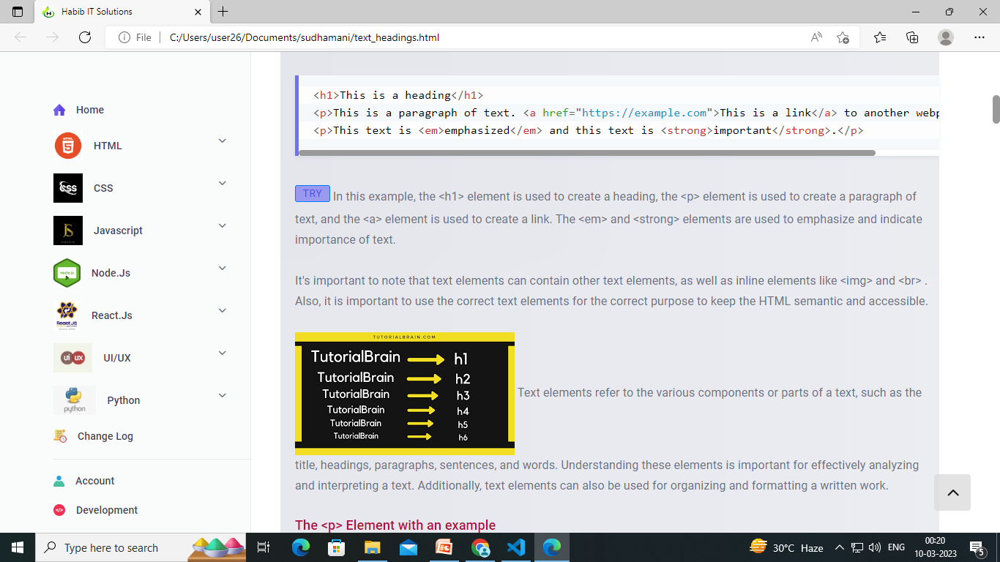 Habib IT Solutions
File
C:/Users/user26/Documents/sudhamani/text_headings.html
Home
HTML
CSS
Javascript
Node.Js
React.Js
UI/UX
Python
Change Log
Account
Development
<h1>This is a heading</h1>
<p>This is a paragraph of text. <a href="https://example.com">This is a link</a> to another webp
<p>This text is <em>emphasized</em> and this text is <strong>important</strong>.</p>
TRY In this example, the <h1> element is used to create a heading, the <p> element is used to create a paragraph of
text, and the <a> element is used to create a link. The <em> and <strong> elements are used to emphasize and indicate
importance of text.
It's important to note that text elements can contain other text elements, as well as inline elements like <img> and <br> .
Also, it is important to use the correct text elements for the correct purpose to keep the HTML semantic and accessible.
TUTORIALBRAIN.COM
TutorialBrain h1
TutorialBrain h2
TutorialBrain h3
TutorialBrain h4
TutorialBrain h5
TutorialBrain h6
Text elements refer to the various components or parts of a text, such as the
title, headings, paragraphs, sentences, and words. Understanding these elements is important for effectively analyzing
and interpreting a text. Additionally, text elements can also be used for organizing and formatting a written work.
The <p> Element with an example
Type here to search
30°C Haze
ENG
00:20
10-03-2023
5